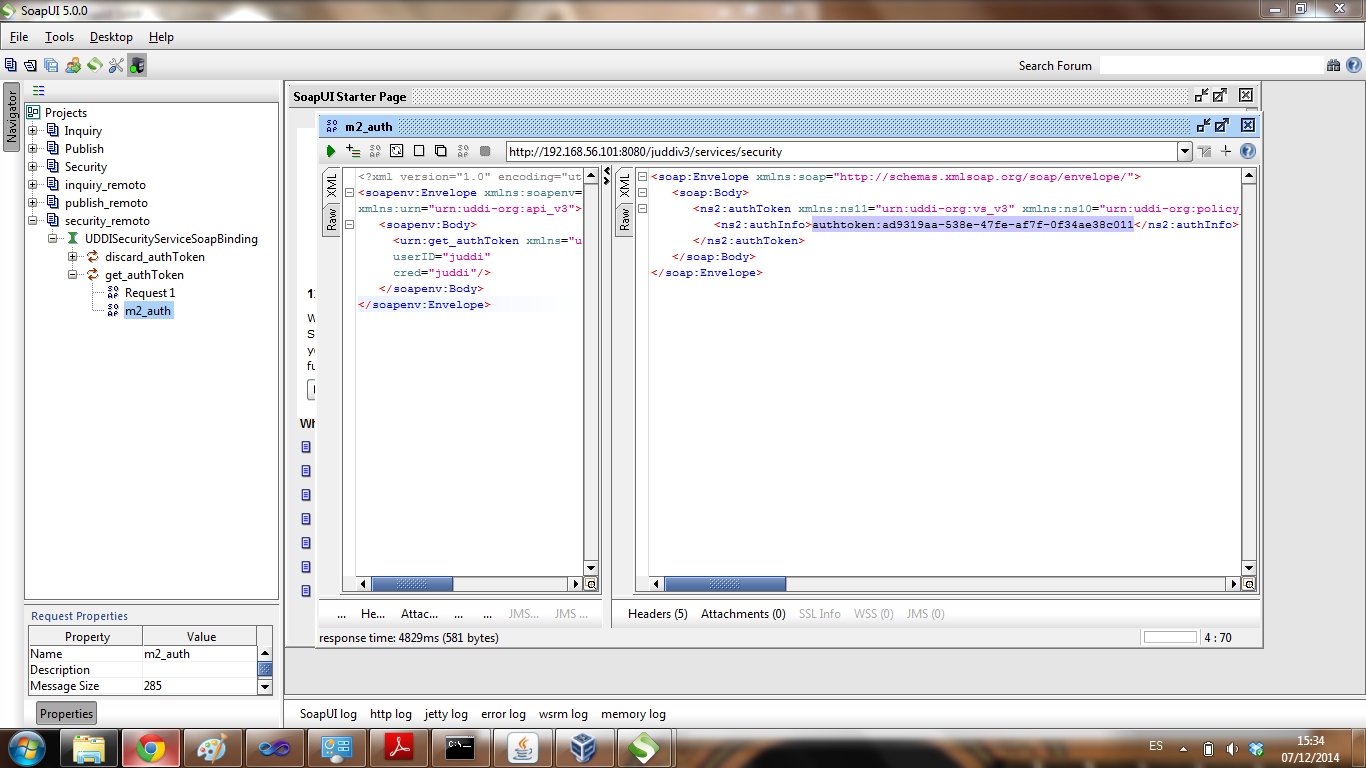 SoapUI 5.0.0
File Tools Desktop Help
Search Forum
Navigator
Projects
Inquiry
Publish
Security
inquiry_remoto
publish_remoto
security_remoto
UDDISecurityServiceSoapBinding
discard_authToken
get_authToken
Request 1
m2_auth
SoapUI Starter Page
m2_auth
http://192.168.56.101:8080/juddiv3/services/security
XML
Raw
<?xml version="1.0" encoding="ut
<soapenv:Envelope xmlns:soapenv=
xmlns:urn="urn:uddi-org:api_v3">
<soapenv:Body>
<urn:get_authToken xmlns="u
userID="juddi"
cred="juddi"/>
</soapenv:Body>
</soapenv:Envelope>
XML
Raw
<soap:Envelope xmlns:soap="http://schemas.xmlsoap.org/soap/envelope/">
<soap:Body>
<ns2:authToken xmlns:ns11="urn:uddi-org:vs_v3" xmlns:ns10="urn:uddi-org:policy_
<ns2:authInfo>authtoken:ad9319aa-538e-47fe-af7f-0f34ae38c011</ns2:authInfo>
</ns2:authToken>
</soap:Body>
</soap:Envelope>
... He... Attac... ... ... JMS... JMS ...
Headers (5) Attachments (0) SSL Info WSS (0) JMS (0)
response time: 4829ms (581 bytes)
4 : 70
Request Properties
Property Value
Name m2_auth
Description
Message Size 285
Properties
SoapUI log http log jetty log error log wsrm log memory log
ES
15:34
07/12/2014